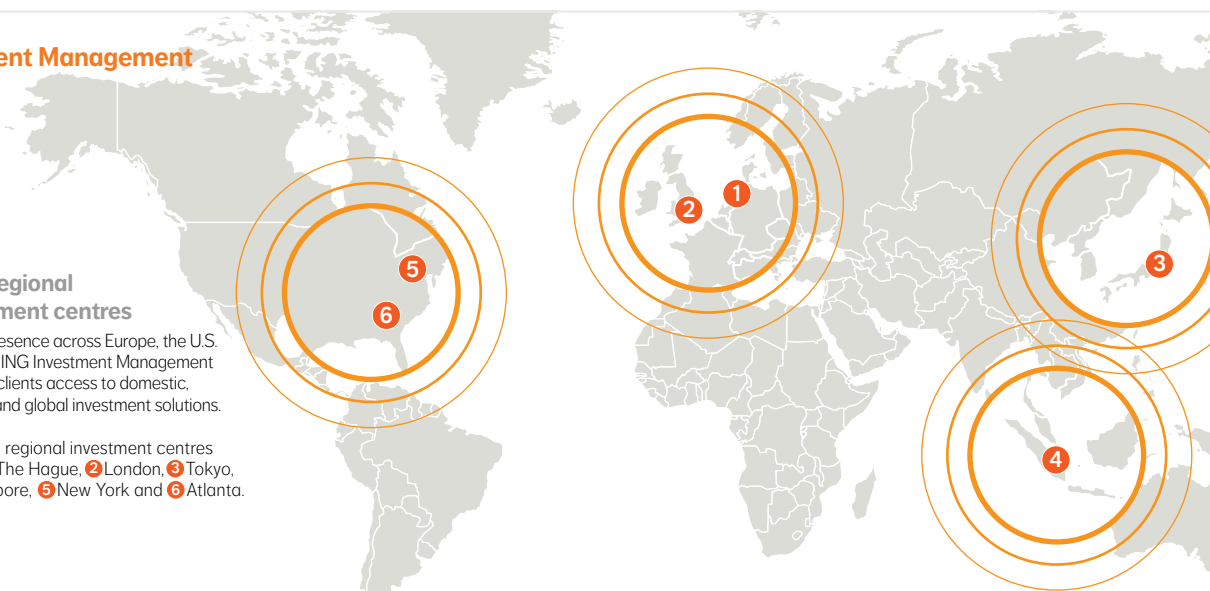 ent Management
egional
ment centres
esence across Europe, the U.S.
ING Investment Management
clients access to domestic,
and global investment solutions.
regional investment centres
The Hague, 2 London, 3 Tokyo,
pore, 5 New York and 6 Atlanta.
1
2
3
5
6
4